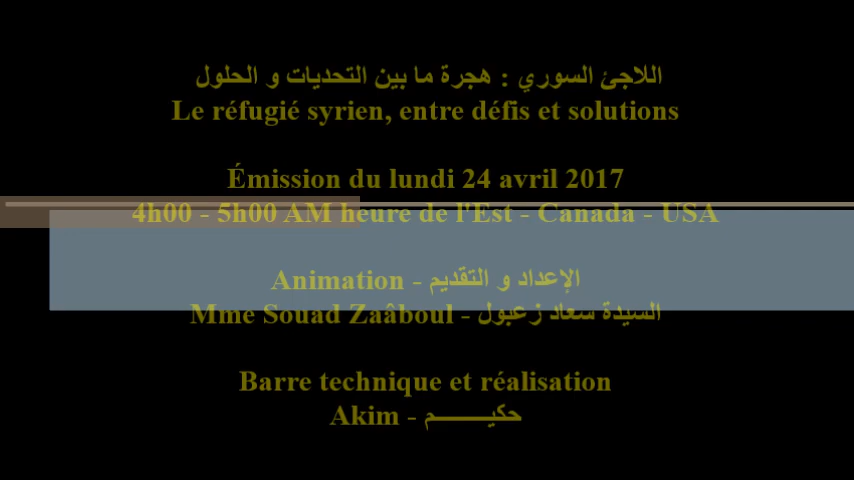 اللاجئ السوري : هجرة ما بين التحديات و الحلول
Le réfugié syrien, entre défis et solutions
Émission du lundi 24 avril 2017
4h00 - 5h00 AM heure de l'Est - Canada - USA
Animation - الإعداد و التقديم
Mme Souad Zaâboul - السيدة سعاد زعبول
Barre technique et réalisation
Akim - حكيـــــــم